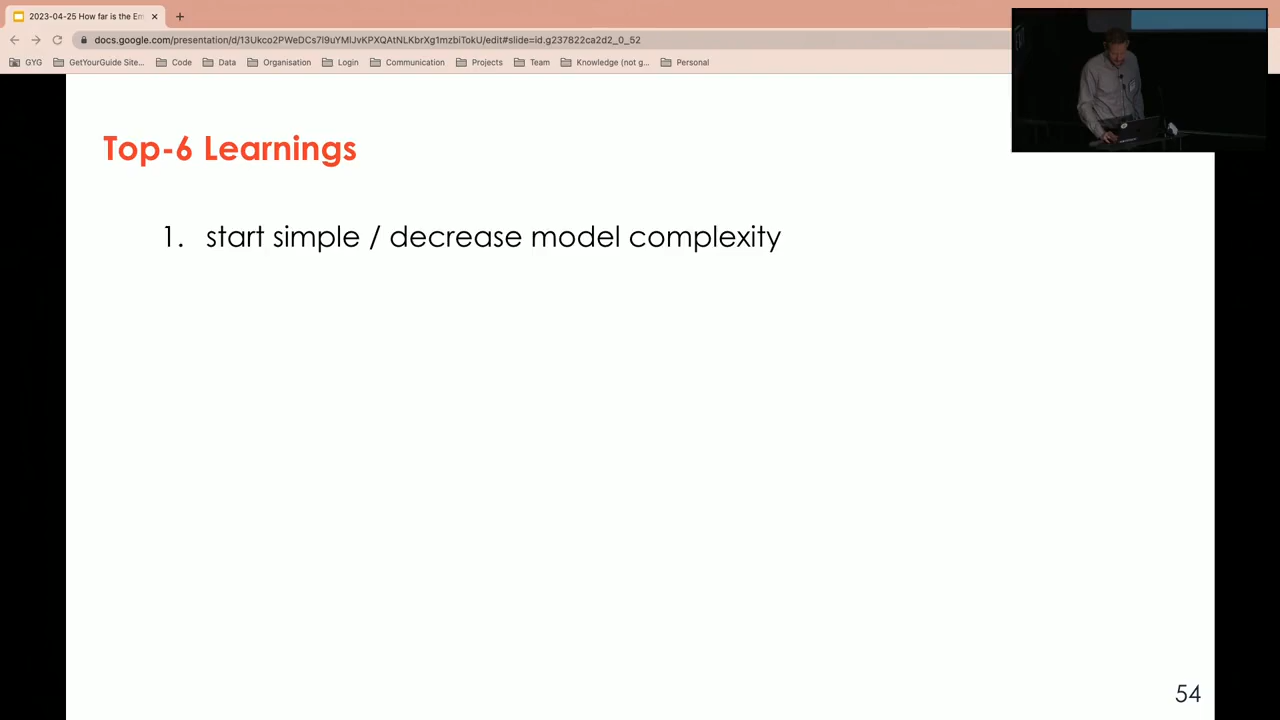 2023-04-25 How far is the Em
docs.google.com/presentation/d/13Ukco2PWeDCs7I9uYMlJvKPXQAtNLKbrXg1mzbITokU/edit#slide=id.g237822ca2d2_0_52
GYG GetYourGuide Site... Code Data Organisation Login Communication Projects Team Knowledge (not g... Personal
Top-6 Learnings
1. start simple / decrease model complexity
54